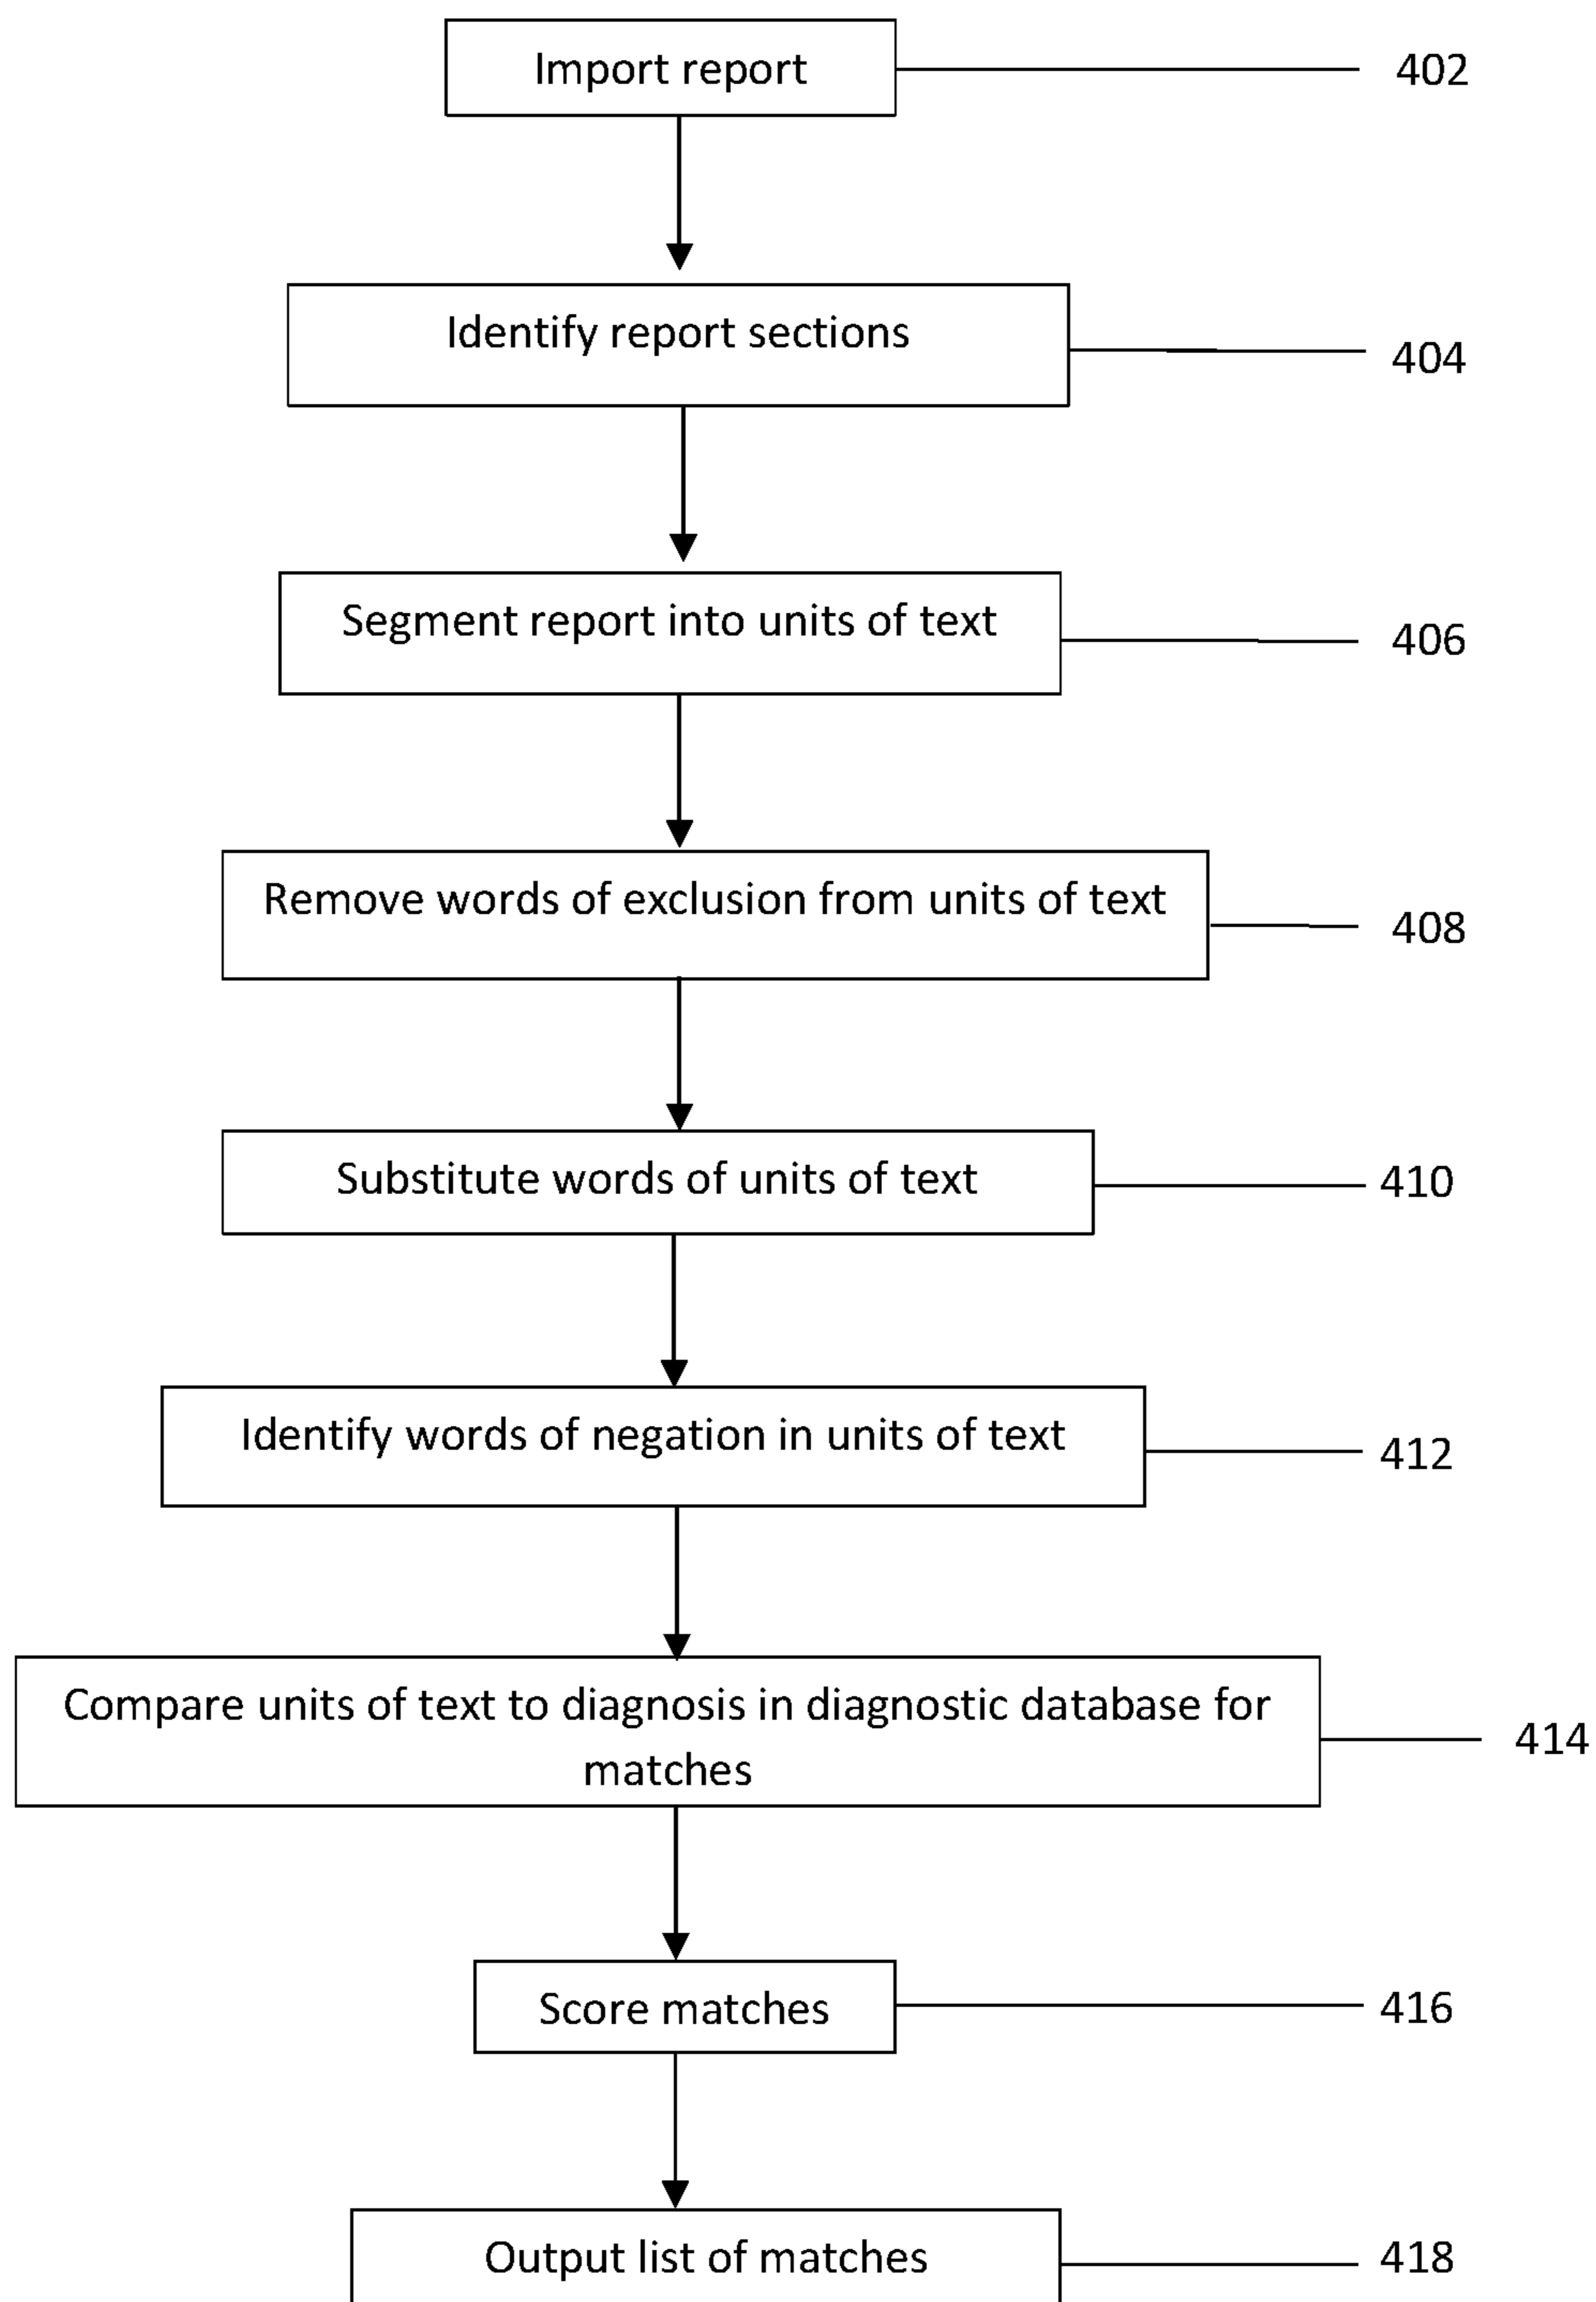 Import report
402
Identify report sections
404
Segment report into units of text
406
Remove words of exclusion from units of text
408
Substitute words of units of text
410
Identify words of negation in units of text
412
Compare units of text to diagnosis in diagnostic database for
matches
414
Score matches
416
Output list of matches
418